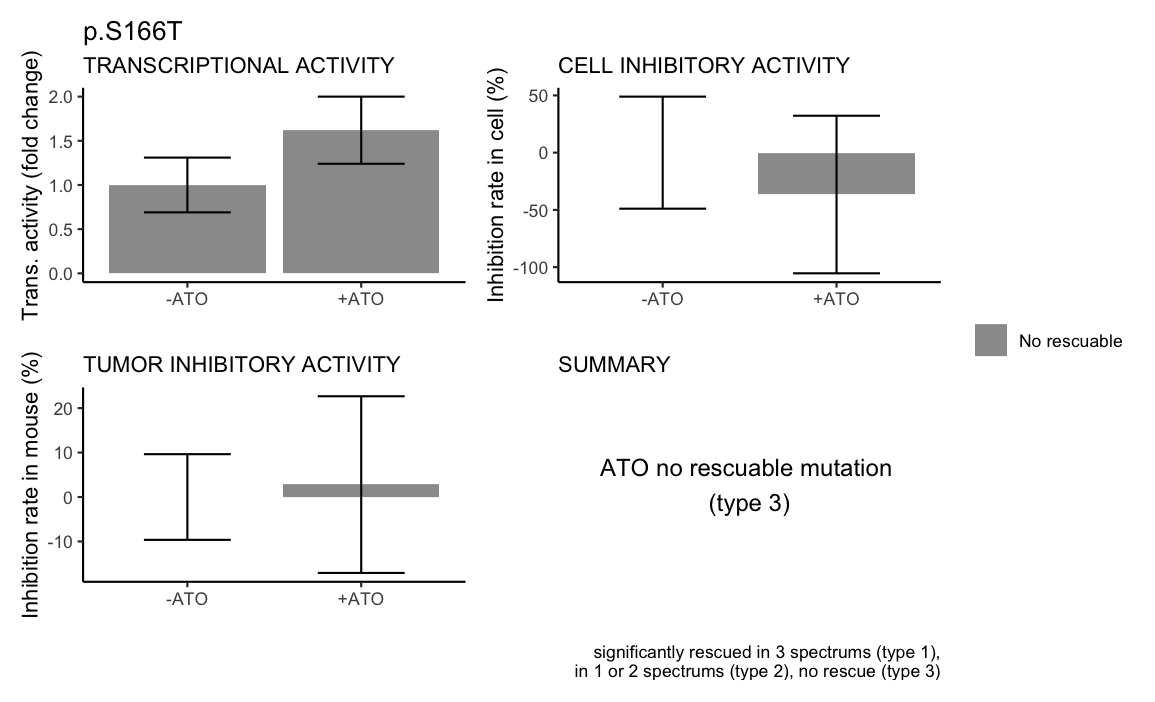 p.S166T
TRANSCRIPTIONAL ACTIVITY
Trans. activity (fold change)
2.0
1.5
1.0
0.5
0.0
-ATO
+ATO
CELL INHIBITORY ACTIVITY
Inhibition rate in cell (%)
50
0
-50
-100
-ATO
+ATO
No rescuable
TUMOR INHIBITORY ACTIVITY
Inhibition rate in mouse (%)
20
10
0
-10
-ATO
+ATO
SUMMARY
ATO no rescuable mutation
(type 3)
significantly rescued in 3 spectrums (type 1),
in 1 or 2 spectrums (type 2), no rescue (type 3)